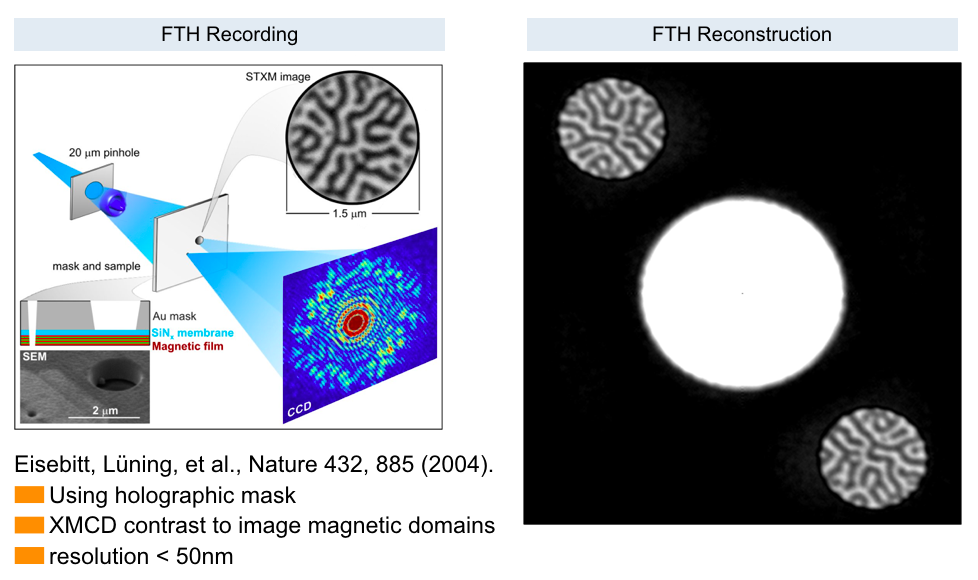 FTH Recording
FTH Reconstruction
STXM image
20 μm pinhole
1.5 μm
mask and sample
Au mask
SiNₓ membrane
Magnetic film
SEM
2 μm
CCD
Eisebitt, Lüning, et al., Nature 432, 885 (2004).
Using holographic mask
XMCD contrast to image magnetic domains
resolution < 50nm